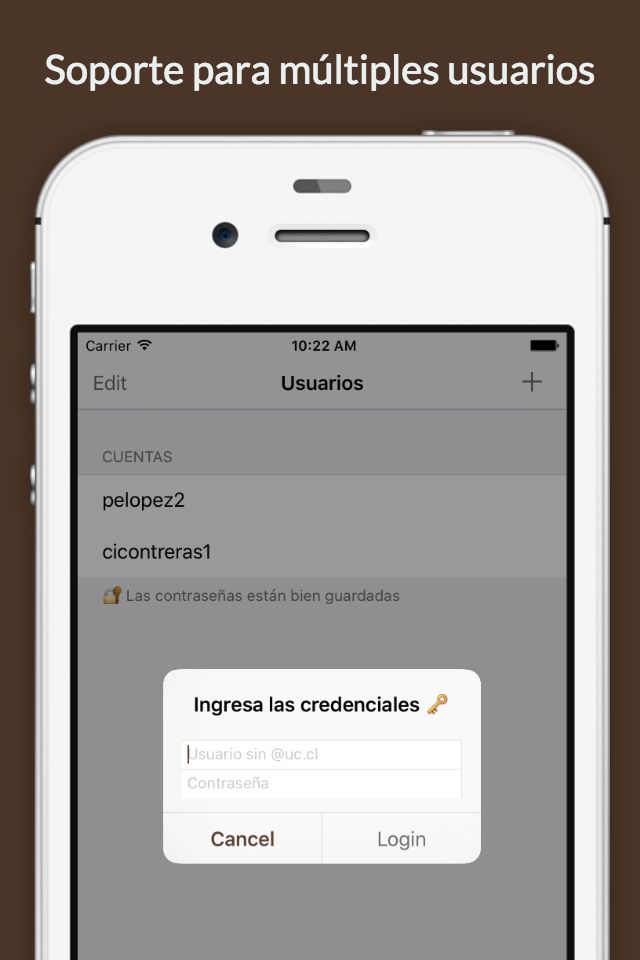 Soporte para múltiples usuarios
Carrier 10:22 AM
Edit Usuarios +
CUENTAS
pelopez2
cicontreras1
🔐 Las contraseñas están bien guardadas
Ingresa las credenciales 🔑
Usuario sin @uc.cl
Contraseña
Cancel Login